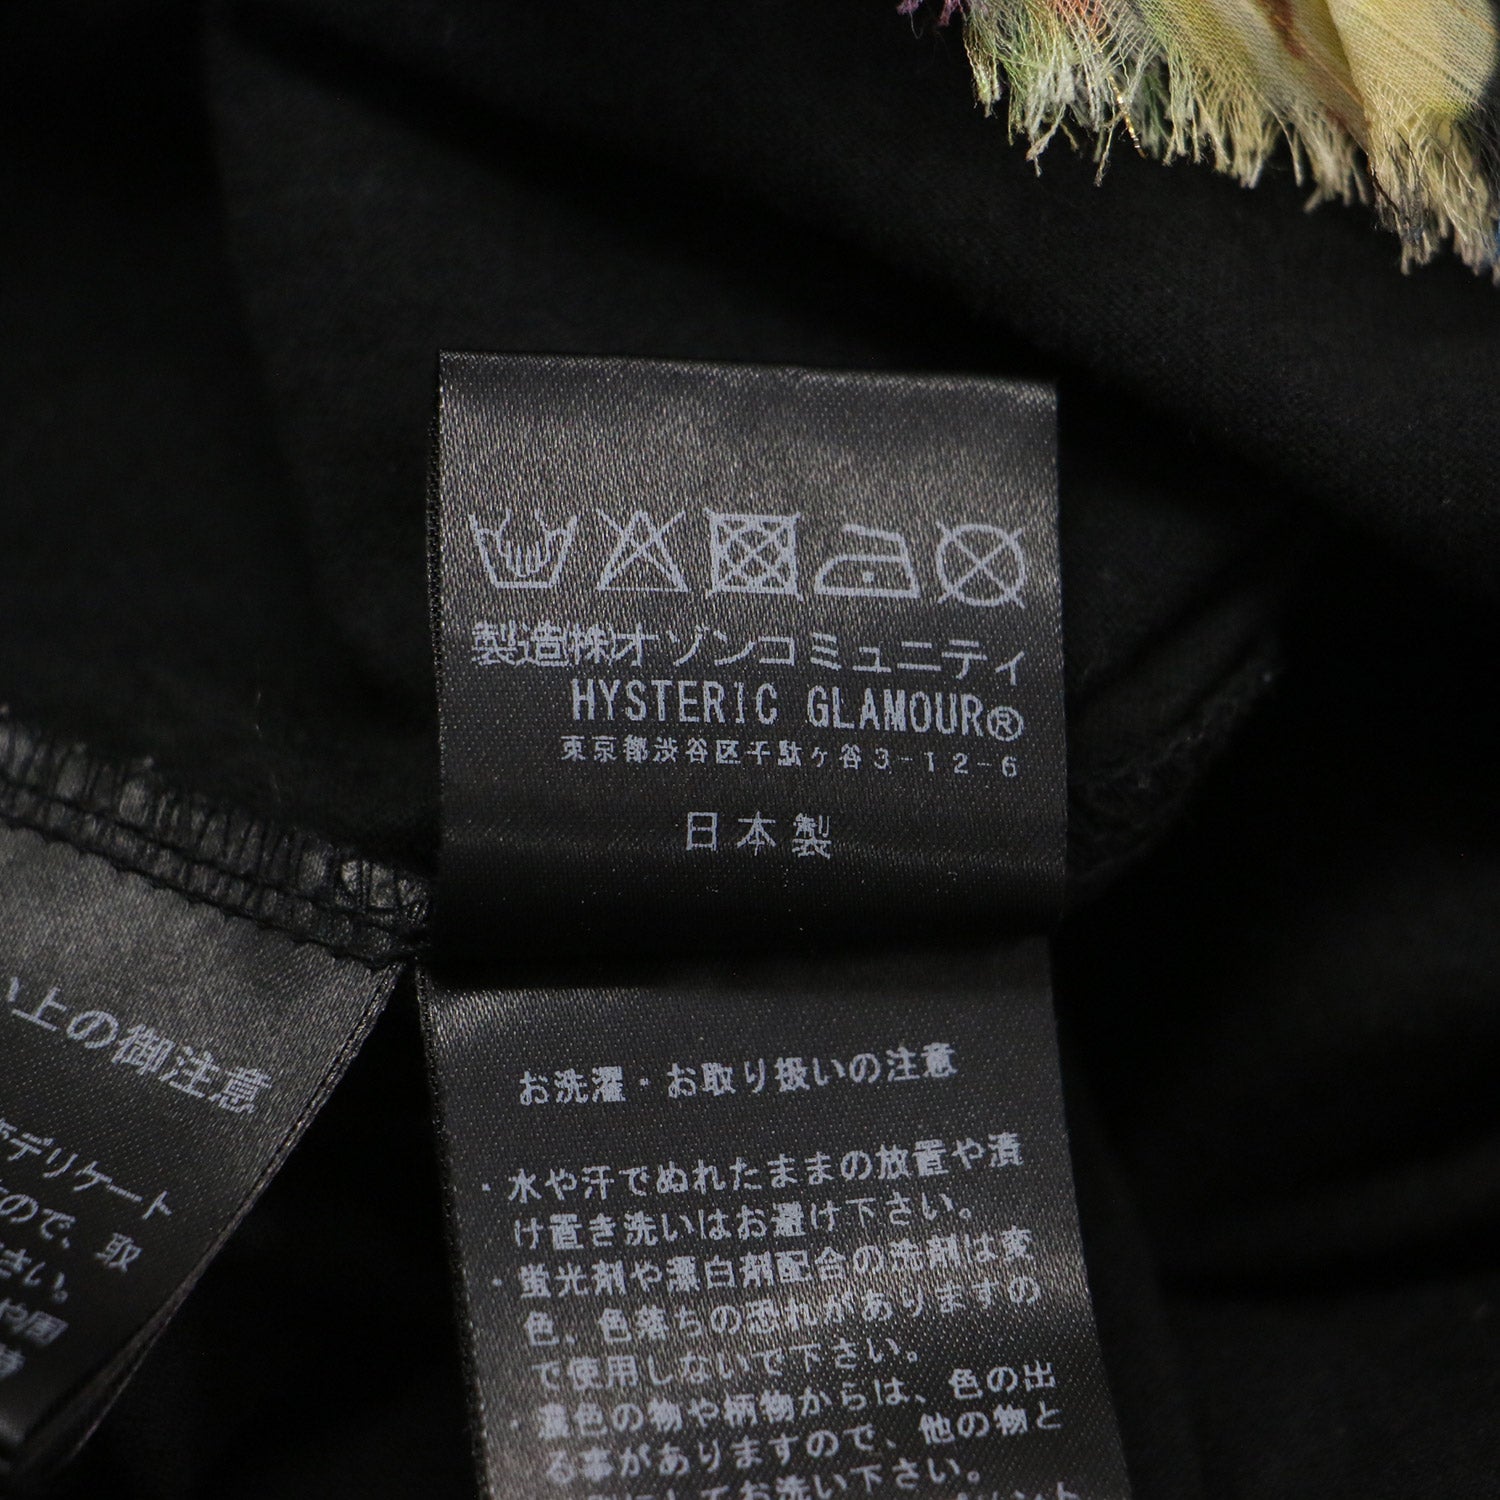 製造㈱オゾンコミュニティ
HYSTERIC GLAMOUR®
東京都渋谷区千駄ヶ谷3-12-6
日本製
お洗濯・お取り扱いの注意
・水や汗でぬれたままの放置や漬
け置き洗いはお避け下さい。
・蛍光剤や漂白剤配合の洗剤は変
色、色落ちの恐れがありますの
で使用しないで下さい。
・濃色の物や柄物からは、色の出
る事がありますので、他の物と
してお洗い下さい。
上の御注意
デリケート
ので、取
さい。
や周